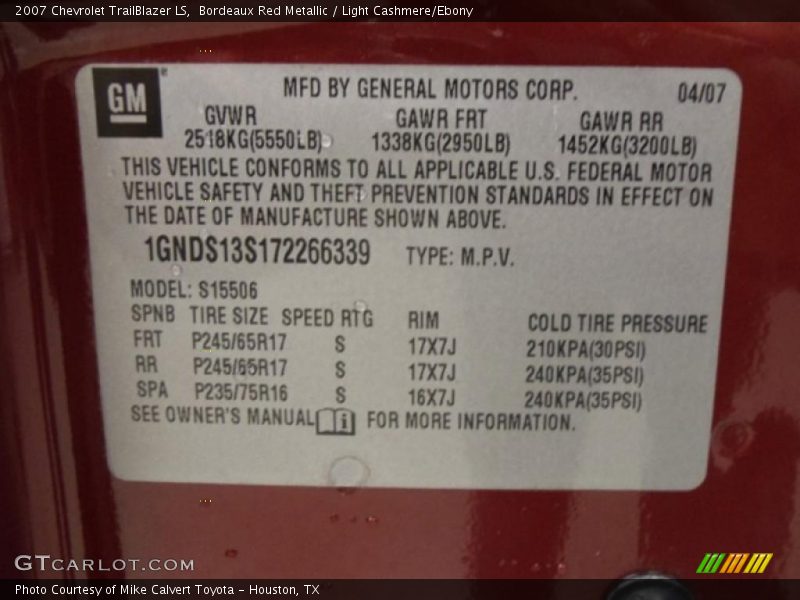 2007 Chevrolet TrailBlazer LS, Bordeaux Red Metallic / Light Cashmere/Ebony
GM MFD BY GENERAL MOTORS CORP. 04/07
GVWR GAWR FRT GAWR RR
2518KG(5550LB) 1338KG(2950LB) 1452KG(3200LB)
THIS VEHICLE CONFORMS TO ALL APPLICABLE U.S. FEDERAL MOTOR
VEHICLE SAFETY AND THEFT PREVENTION STANDARDS IN EFFECT ON
THE DATE OF MANUFACTURE SHOWN ABOVE.
1GNDS13S172266339 TYPE: M.P.V.
MODEL: S15506
SPNB TIRE SIZE SPEED RTG RIM COLD TIRE PRESSURE
FRT P245/65R17 S 17X7J 210KPA(30PSI)
RR P245/65R17 S 17X7J 240KPA(35PSI)
SPA P235/75R16 S 16X7J 240KPA(35PSI)
SEE OWNER'S MANUAL FOR MORE INFORMATION.
GTCARLOT.COM
Photo Courtesy of Mike Calvert Toyota - Houston, TX